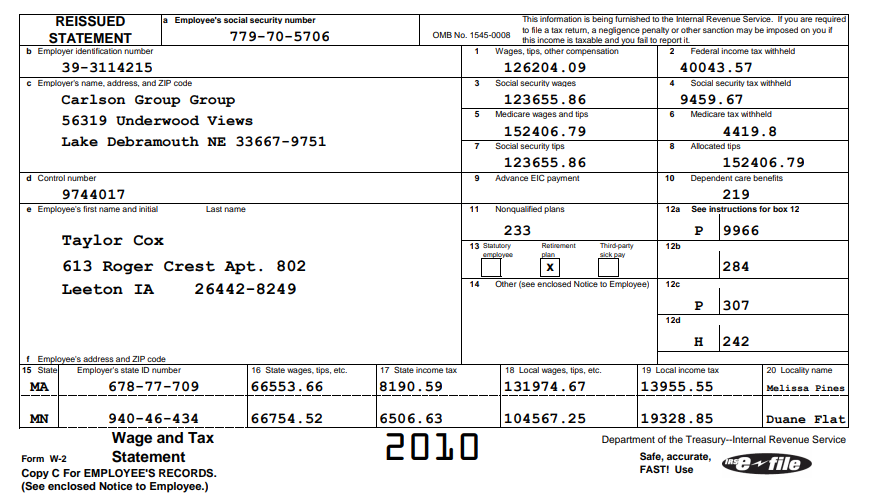 REISSUED STATEMENT
a Employee's social security number
779-70-5706
OMB No. 1545-0008
This information is being furnished to the Internal Revenue Service. If you are required
to file a tax return, a negligence penalty or other sanction may be imposed on you if
this income is taxable and you fail to report it.
b Employer identification number
39-3114215
1 Wages, tips, other compensation
126204.09
2 Federal income tax withheld
40043.57
c Employer's name, address, and ZIP code
Carlson Group Group
56319 Underwood Views
Lake Debramouth NE 33667-9751
3 Social security wages
123655.86
4 Social security tax withheld
9459.67
5 Medicare wages and tips
152406.79
6 Medicare tax withheld
4419.8
7 Social security tips
123655.86
8 Allocated tips
152406.79
d Control number
9744017
9 Advance EIC payment
10 Dependent care benefits
219
e Employee's first name and initial Last name
Taylor Cox
613 Roger Crest Apt. 802
Leeton IA 26442-8249
11 Nonqualified plans
233
12a See instructions for box 12
P 9966
13 Statutory employee
Retirement plan
Third-party sick pay
x
12b
284
14 Other (see enclosed Notice to Employee)
12c
P 307
12d
H 242
f Employee's address and ZIP code
15 State Employer's state ID number 16 State wages, tips, etc. 17 State income tax 18 Local wages, tips, etc. 19 Local income tax 20 Locality name
MA 678-77-709 66553.66 8190.59 131974.67 13955.55 Melissa Pines
MN 940-46-434 66754.52 6506.63 104567.25 19328.85 Duane Flat
Form W-2 Wage and Tax Statement
2010
Department of the Treasury--Internal Revenue Service
Copy C For EMPLOYEE'S RECORDS.
(See enclosed Notice to Employee.)
Safe, accurate,
FAST! Use
IRS e-file